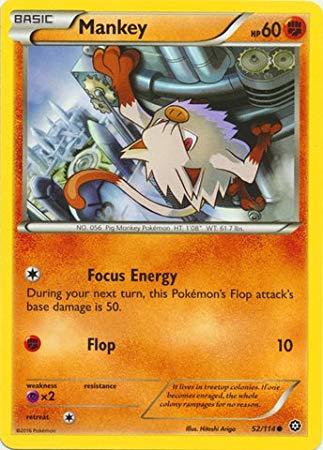 BASIC
Mankey
HP60
NO. 056 Pig Monkey Pokémon HT: 1'08" WT: 61.7 lbs.
Focus Energy
During your next turn, this Pokémon's Flop attack's
base damage is 50.
Flop 10
weakness resistance
×2
retreat
It lives in treetop colonies. If one
becomes enraged, the whole
colony rampages for no reason.
©2016 Pokémon
Illus. Hitoshi Ariga
52/114